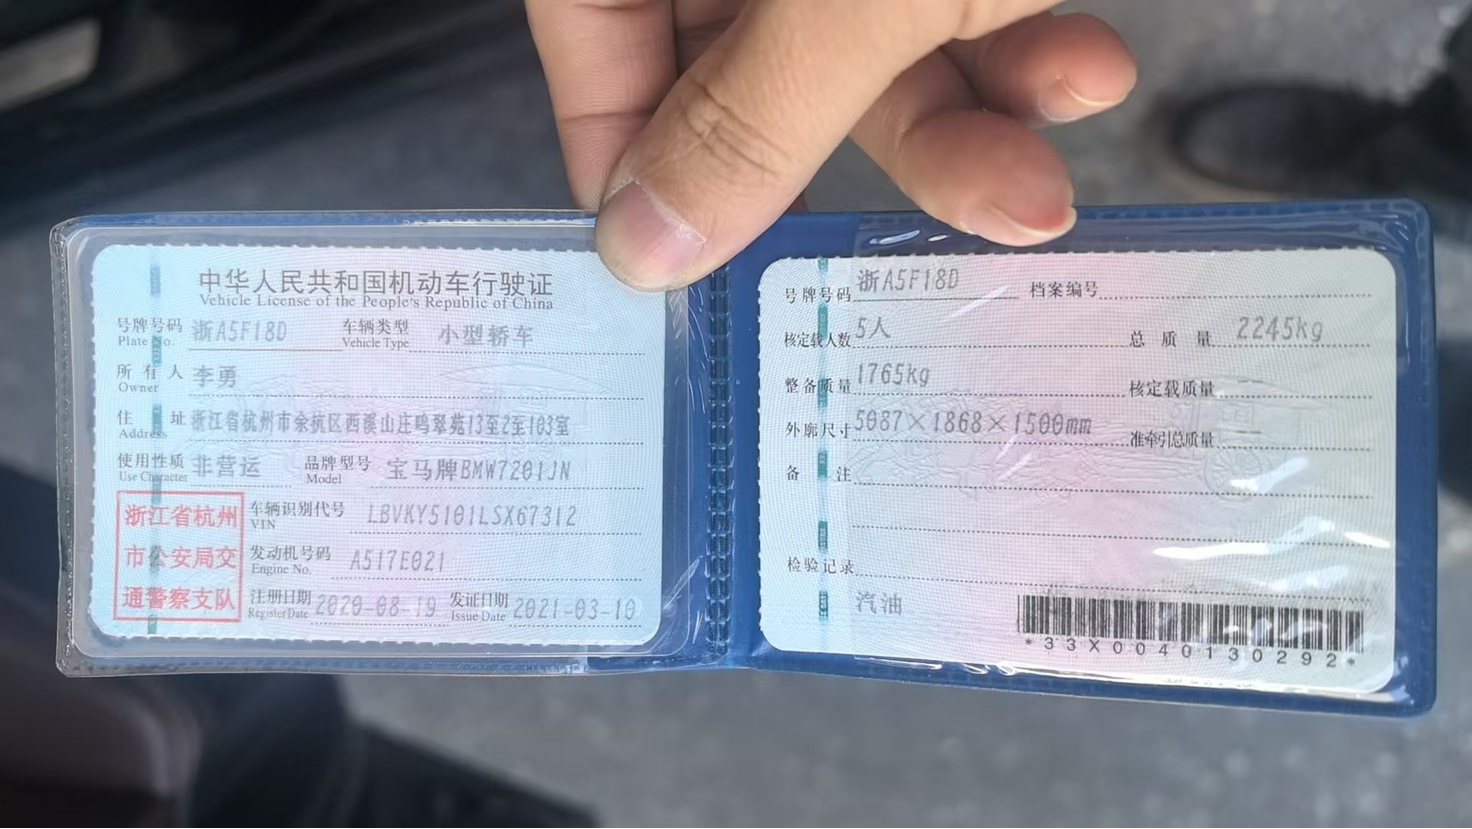 中华人民共和国机动车行驶证
Vehicle License of the People's Republic of China
号牌号码 浙A5F18D 车辆类型 小型轿车
Plate No. Vehicle Type
所有人 李勇
Owner
住址 浙江省杭州市余杭区西溪山庄鸣翠苑13至2至103室
Address
使用性质 非营运 品牌型号 宝马牌BMW7201JN
Use Character Model
浙江省杭州
市公安局交
通警察支队
车辆识别代号 LBVKY5101LSX67312
VIN
发动机号码 A517E021
Engine No.
注册日期 2020-08-19 发证日期 2021-03-10
Register Date Issue Date
号牌号码 浙A5F18D 档案编号
核定载人数 5人 总质量 2245kg
整备质量 1765kg 核定载质量
外廓尺寸 5087×1868×1500mm 准牵引总质量
备注
检验记录
汽油
*33X0040130292*